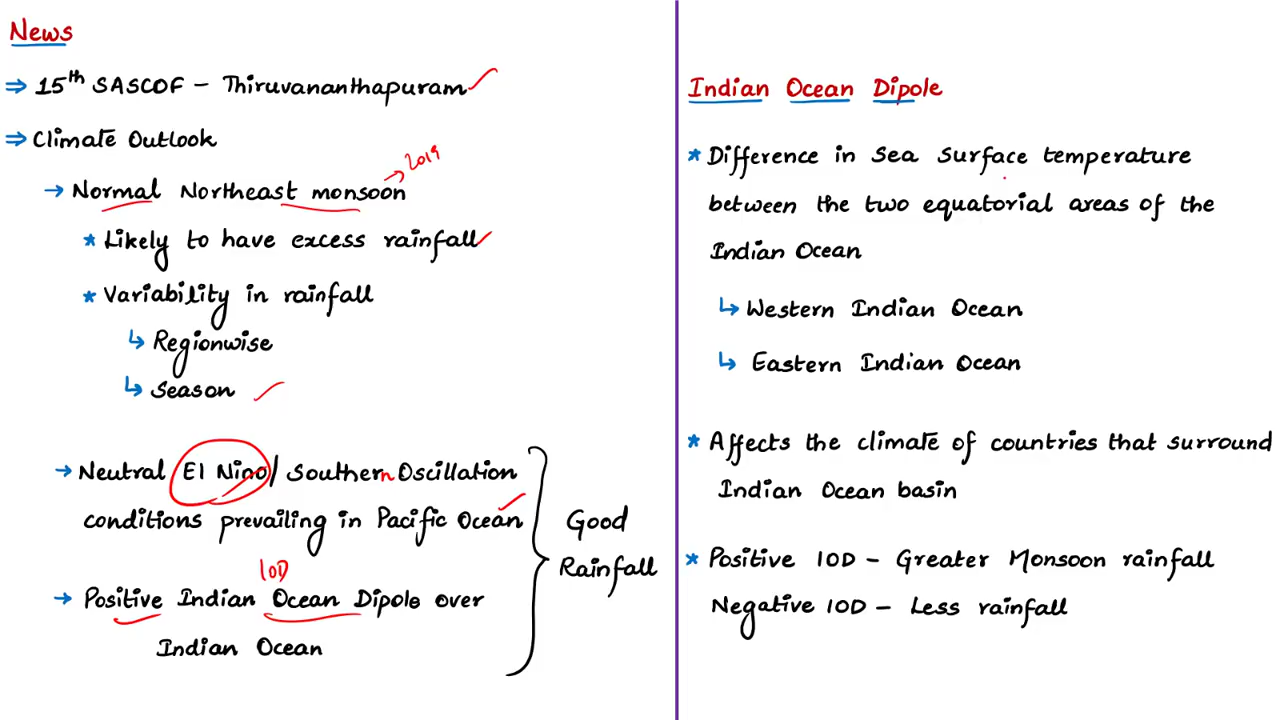 News
⇒ 15th SASCOF - Thiruvananthapuram ✓
⇒ Climate Outlook
→ 2019
→ Normal Northeast monsoon
* Likely to have excess rainfall ✓
* Variability in rainfall
↳ Regionwise
↳ Season ✓
→ Neutral El Nino/ Southern Oscillation
conditions prevailing in Pacific Ocean ✓
IOD
→ Positive Indian Ocean Dipole over
Indian Ocean
Good
Rainfall
Indian Ocean Dipole
* Difference in Sea Surface temperature
between the two equatorial areas of the
Indian Ocean
↳ Western Indian Ocean
↳ Eastern Indian Ocean
* Affects the climate of countries that surround
Indian Ocean basin
* Positive IOD - Greater Monsoon rainfall
Negative IOD - Less rainfall